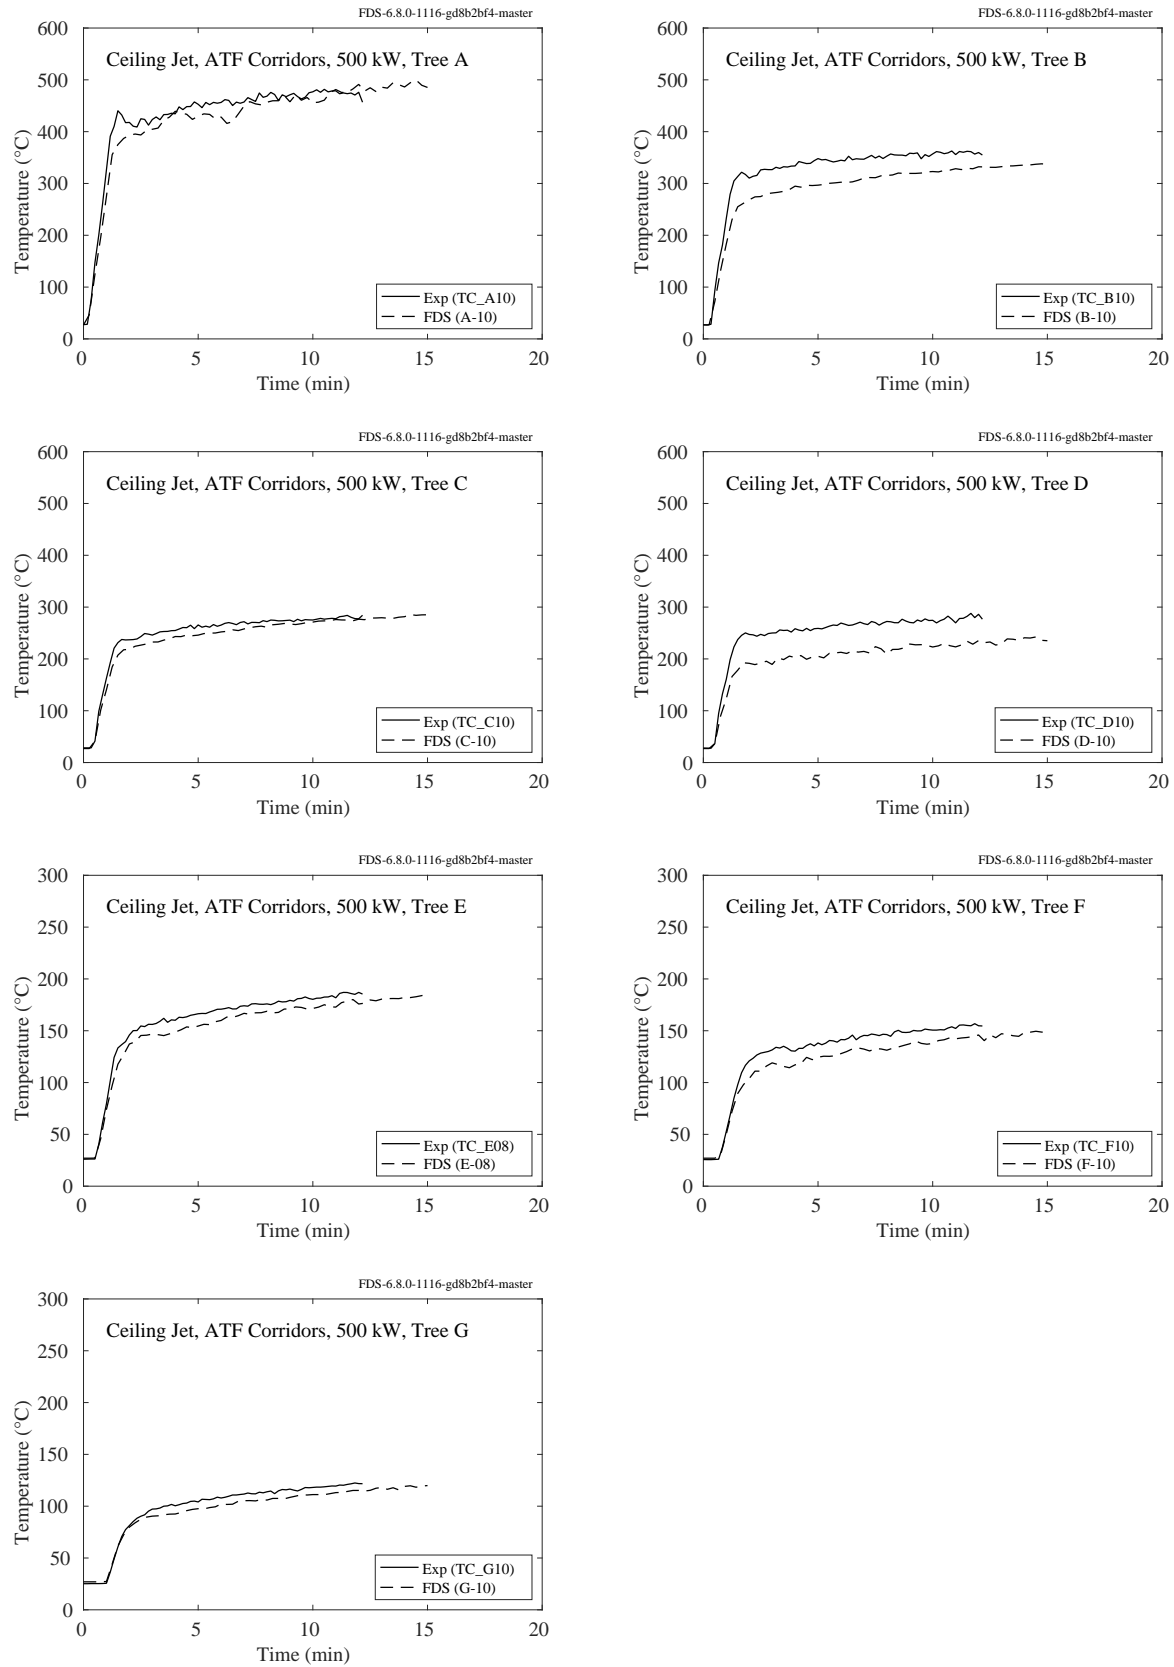 FDS-6.8.0-1116-gd8b2bf4-master
Ceiling Jet, ATF Corridors, 500 kW, Tree A
600
500
400
300
200
100
0
Temperature (°C)
0 5 10 15 20
Time (min)
Exp (TC_A10)
FDS (A-10)
FDS-6.8.0-1116-gd8b2bf4-master
Ceiling Jet, ATF Corridors, 500 kW, Tree B
600
500
400
300
200
100
0
Temperature (°C)
0 5 10 15 20
Time (min)
Exp (TC_B10)
FDS (B-10)
FDS-6.8.0-1116-gd8b2bf4-master
Ceiling Jet, ATF Corridors, 500 kW, Tree C
600
500
400
300
200
100
0
Temperature (°C)
0 5 10 15 20
Time (min)
Exp (TC_C10)
FDS (C-10)
FDS-6.8.0-1116-gd8b2bf4-master
Ceiling Jet, ATF Corridors, 500 kW, Tree D
600
500
400
300
200
100
0
Temperature (°C)
0 5 10 15 20
Time (min)
Exp (TC_D10)
FDS (D-10)
FDS-6.8.0-1116-gd8b2bf4-master
Ceiling Jet, ATF Corridors, 500 kW, Tree E
300
250
200
150
100
50
0
Temperature (°C)
0 5 10 15 20
Time (min)
Exp (TC_E08)
FDS (E-08)
FDS-6.8.0-1116-gd8b2bf4-master
Ceiling Jet, ATF Corridors, 500 kW, Tree F
300
250
200
150
100
50
0
Temperature (°C)
0 5 10 15 20
Time (min)
Exp (TC_F10)
FDS (F-10)
FDS-6.8.0-1116-gd8b2bf4-master
Ceiling Jet, ATF Corridors, 500 kW, Tree G
300
250
200
150
100
50
0
Temperature (°C)
0 5 10 15 20
Time (min)
Exp (TC_G10)
FDS (G-10)